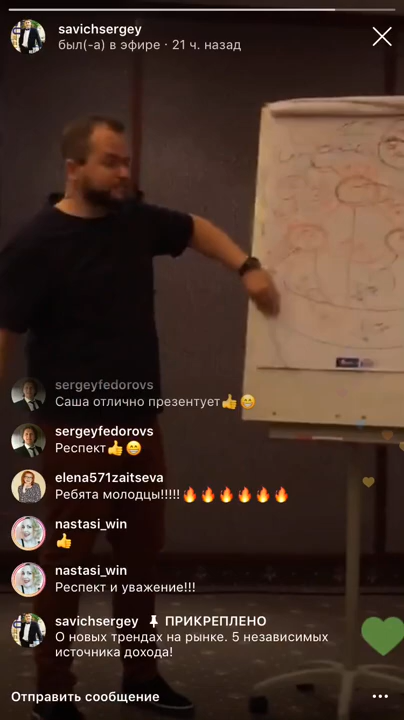 savichsergey
был(-а) в эфире · 21 ч. назад
sergeyfedorovs
Саша отлично презентует👍😁
sergeyfedorovs
Респект👍😁
elena571zaitseva
Ребята молодцы!!!!!🔥🔥🔥🔥🔥🔥
nastasi_win
👍
nastasi_win
Респект и уважение!!!
savichsergey 📌 ПРИКРЕПЛЕНО
О новых трендах на рынке. 5 независимых
источника дохода!
Отправить сообщение